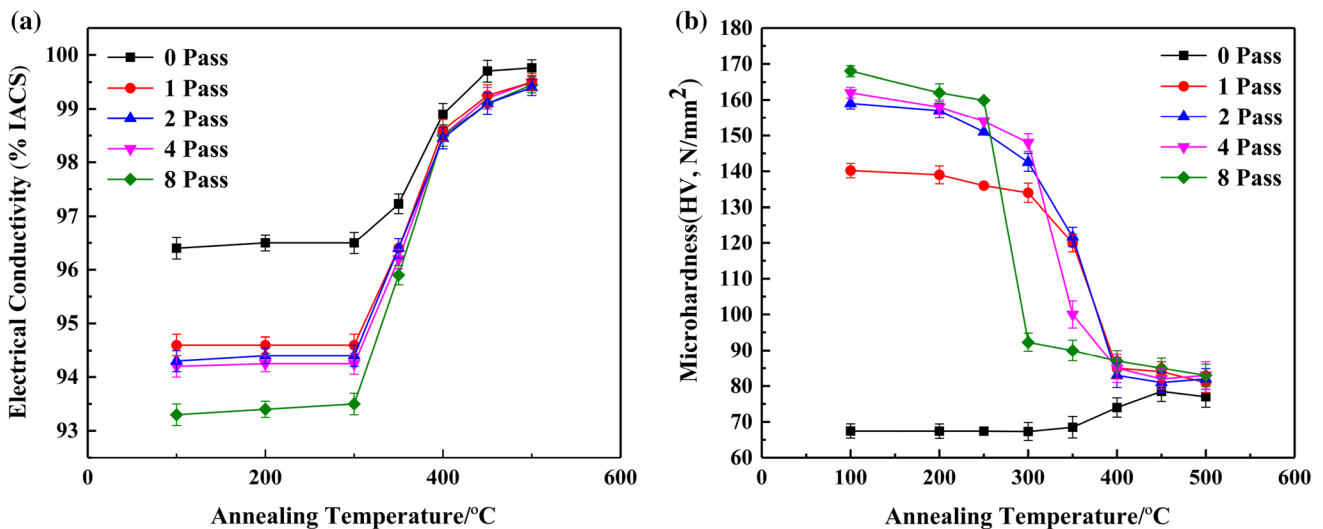 (a)
Electrical Conductivity (% IACS)
100
99
98
97
96
95
94
93
0 Pass
1 Pass
2 Pass
4 Pass
8 Pass
0
200
400
600
Annealing Temperature/°C
(b)
Microhardness(HV, N/mm²)
180
170
160
150
140
130
120
110
100
90
80
70
60
0 Pass
1 Pass
2 Pass
4 Pass
8 Pass
0
100
200
300
400
500
600
Annealing Temperature/°C